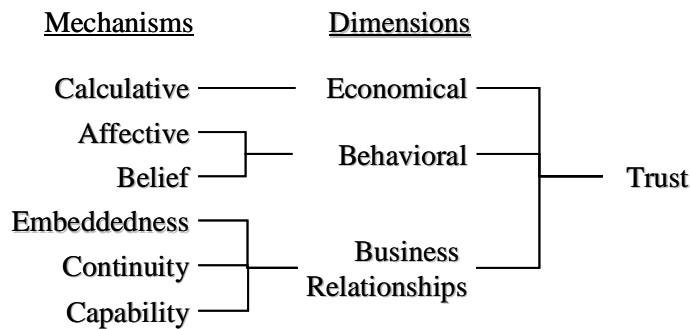 Mechanisms
Dimensions
Calculative
Economical
Affective
Behavioral
Belief
Trust
Embeddedness
Continuity
Business
Relationships
Capability